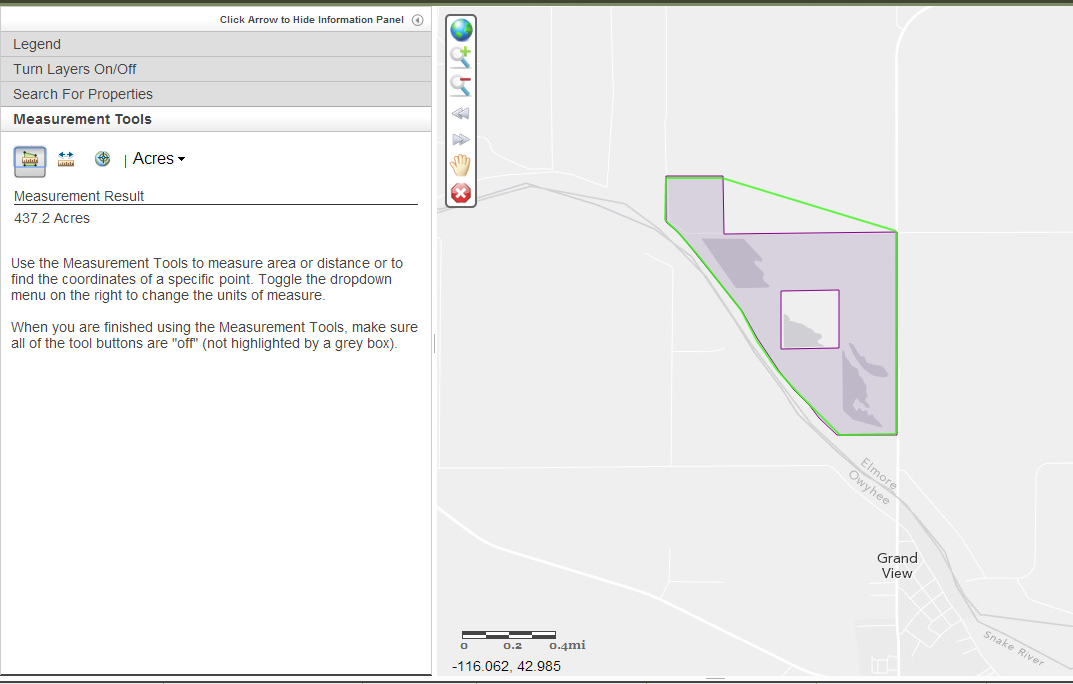 Click Arrow to Hide Information Panel
Legend
Turn Layers On/Off
Search For Properties
Measurement Tools
| Acres
Measurement Result
437.2 Acres
Use the Measurement Tools to measure area or distance or to
find the coordinates of a specific point. Toggle the dropdown
menu on the right to change the units of measure.
When you are finished using the Measurement Tools, make sure
all of the tool buttons are "off" (not highlighted by a grey box).
Elmore
Owyhee
Grand
View
Snake River
0 0.2 0.4mi
-116.062, 42.985